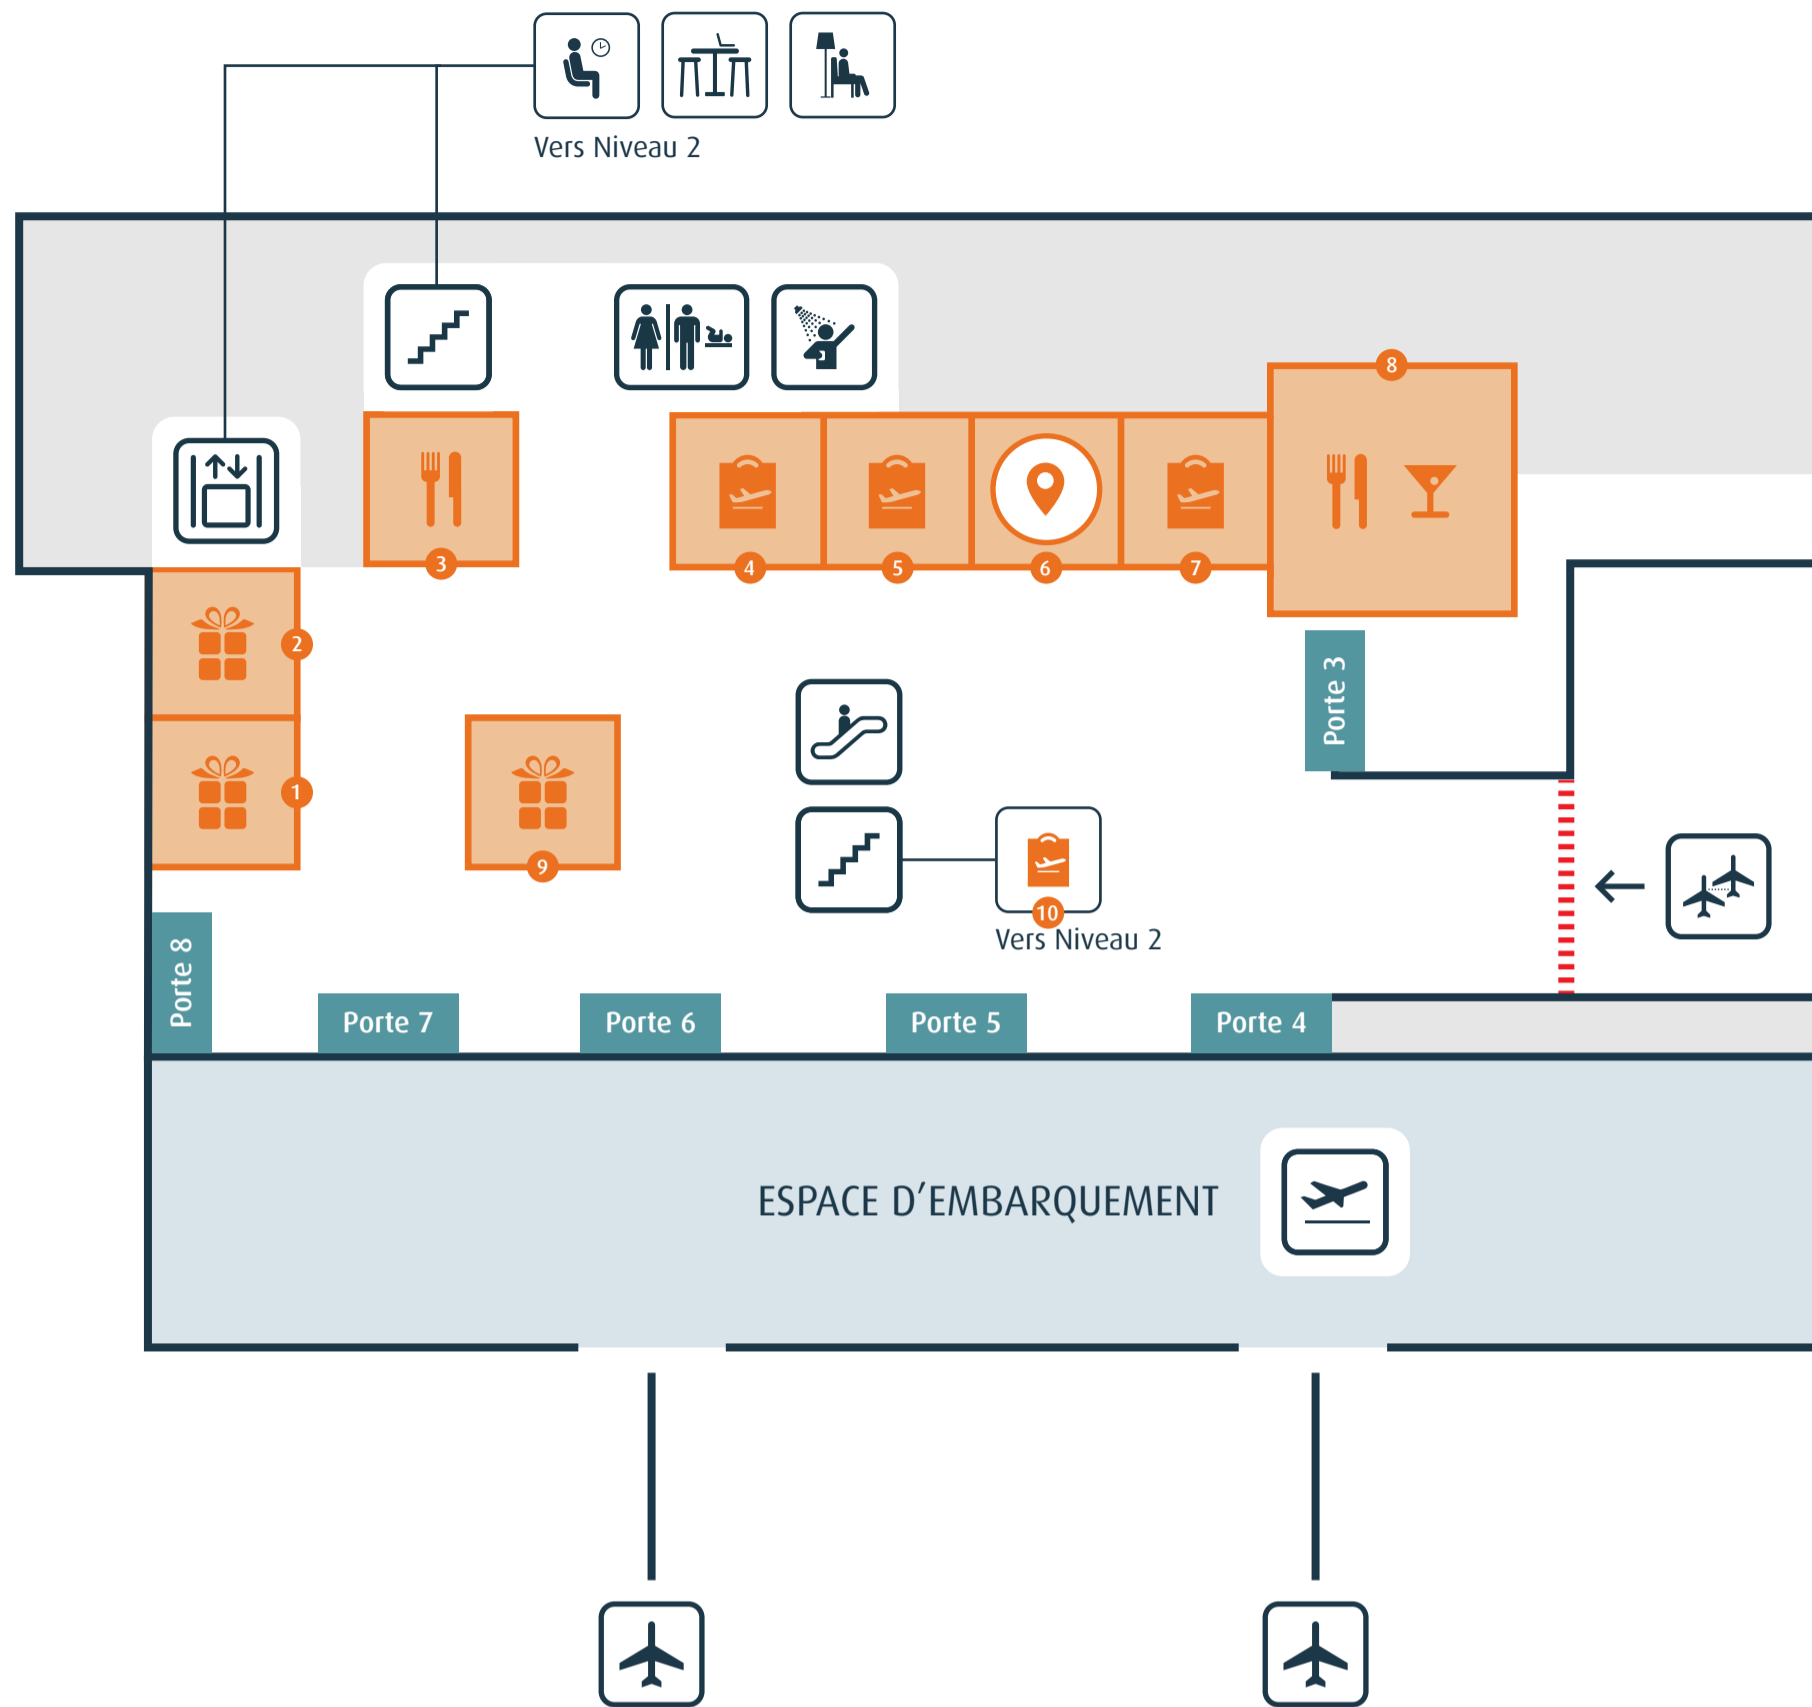 Vers Niveau 2
8
3
4
5
6
7
2
Porte 3
1
9
10
Vers Niveau 2
Porte 8
Porte 7
Porte 6
Porte 5
Porte 4
ESPACE D’EMBARQUEMENT